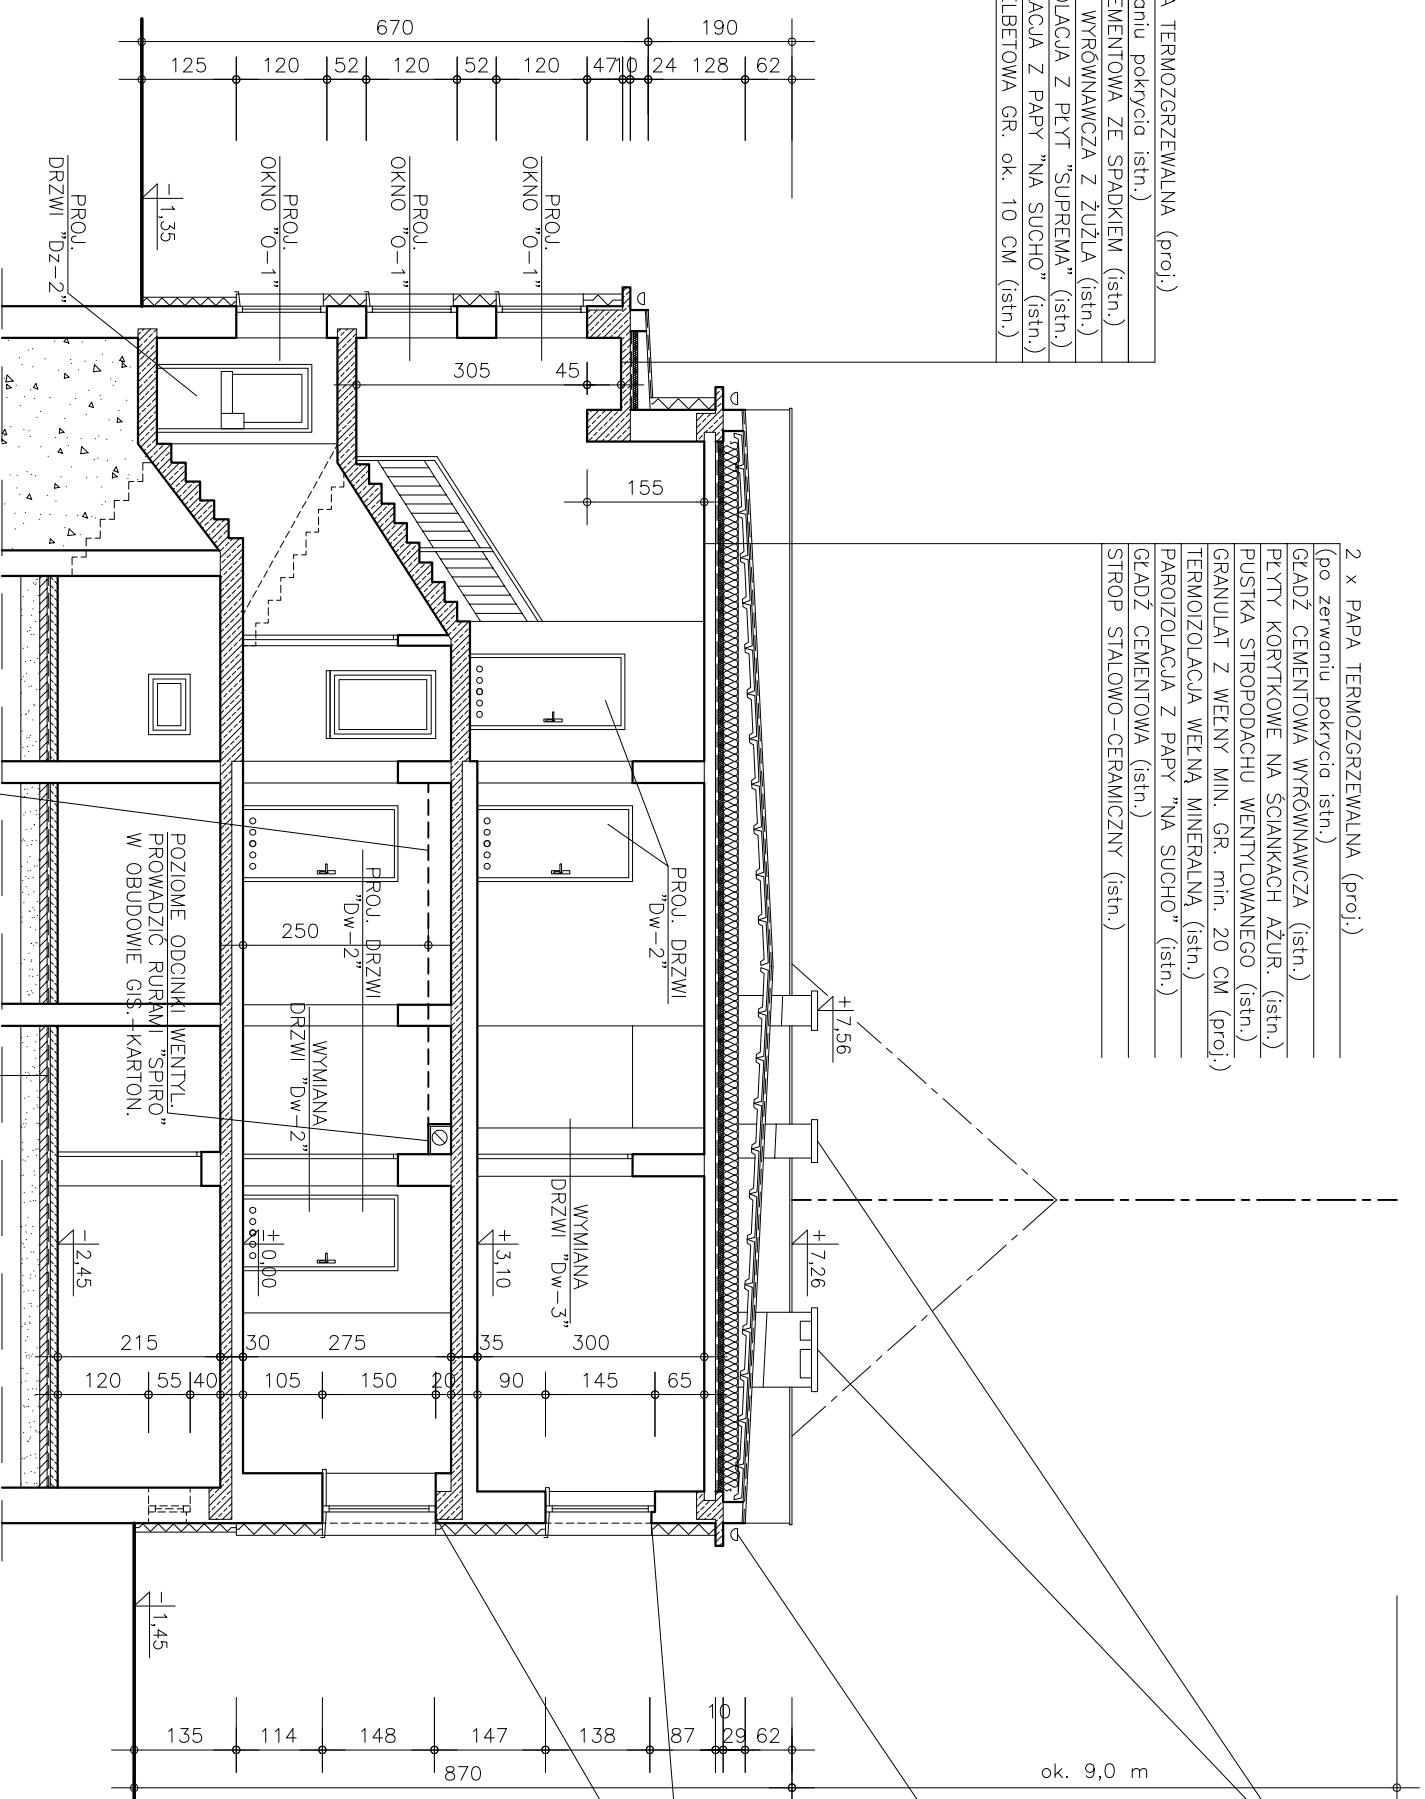 A TERMOZGRZEWALNA (proj.)
aniu pokrycia istn.)
EMENTOWA ZE SPADKIEM (istn.)
WYRÓWNAWCZA Z ŻUŻLA (istn.)
OLACJA Z PŁYT "SUPREMA" (istn.)
ACJA Z PAPY "NA SUCHO" (istn.)
ELBETOWA GR. ok. 10 CM (istn.)
2 x PAPA TERMOZGRZEWALNA (proj.)
(po zerwaniu pokrycia istn.)
GŁADŹ CEMENTOWA WYRÓWNAWCZA (istn.)
PŁYTY KORYTKOWE NA ŚCIANKACH AŻUR. (istn.)
PUSTKA STROPODACHU WENTYLOWANEGO (istn.)
GRANULAT Z WEŁNY MIN. GR. min. 20 CM (proj.)
TERMOIZOLACJA WEŁNĄ MINERALNĄ (istn.)
PAROIZOLACJA Z PAPY "NA SUCHO" (istn.)
GŁADŹ CEMENTOWA (istn.)
STROP STALOWO-CERAMICZNY (istn.)
670 190
125 120 52 120 52 120 47 10 24 128 62
PROJ.
OKNO "O-1"
PROJ.
OKNO "O-1"
PROJ.
OKNO "O-1"
-1,35
PROJ.
DRZWI "Dz-2"
305 45
155
PROJ. DRZWI
"Dw-2"
PROJ. DRZWI
"Dw-2"
250
POZIOME ODCINKI WENTYL.
PROWADZIĆ RURAMI "SPIRO"
W OBUDOWIE GIS.-KARTON.
WYMIANA
DRZWI "Dw-2"
WYMIANA
DRZWI "Dw-3"
+7,56
+7,26
+3,10
+0,00
-2,45
215 30 275 35 300
120 55 40 105 150 20 90 145 65
-1,45
135 114 148 147 138 87 10 29 62
870
ok. 9,0 m